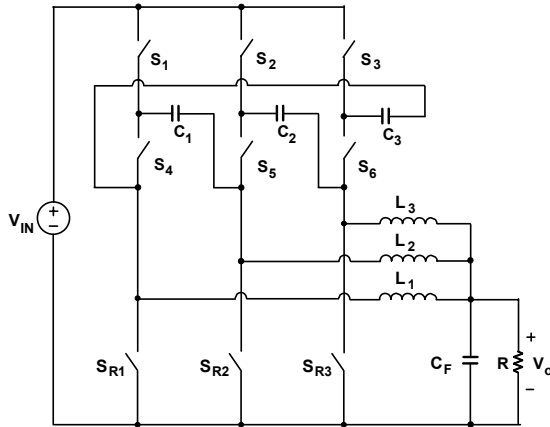 S1
S2
S3
C1
C2
C3
S4
S5
S6
VIN
+
−
L3
L2
L1
SR1
SR2
SR3
CF
R
+
Vo
−